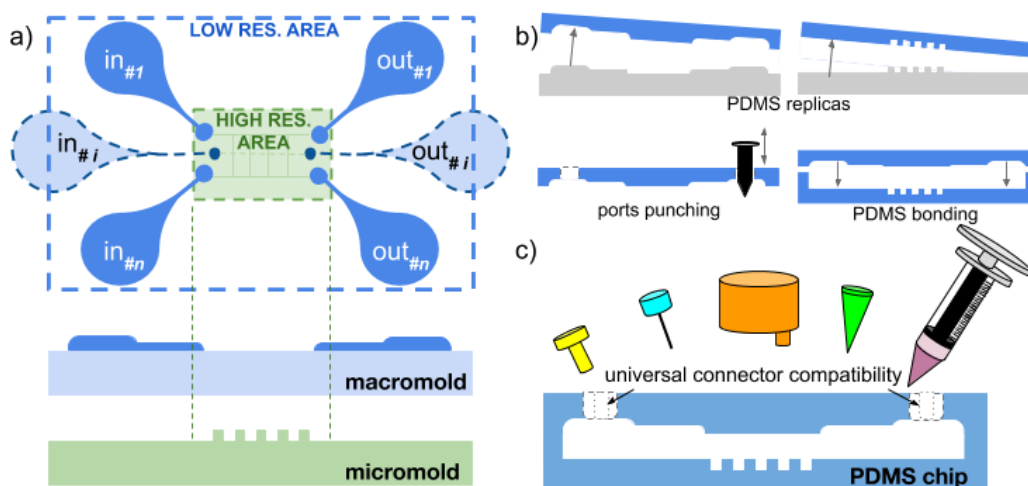 a)
LOW RES. AREA
in#1
out#1
HIGH RES.
AREA
in# i
out# i
in#n
out#n
macromold
micromold
b)
PDMS replicas
ports punching
PDMS bonding
c)
universal connector compatibility
PDMS chip